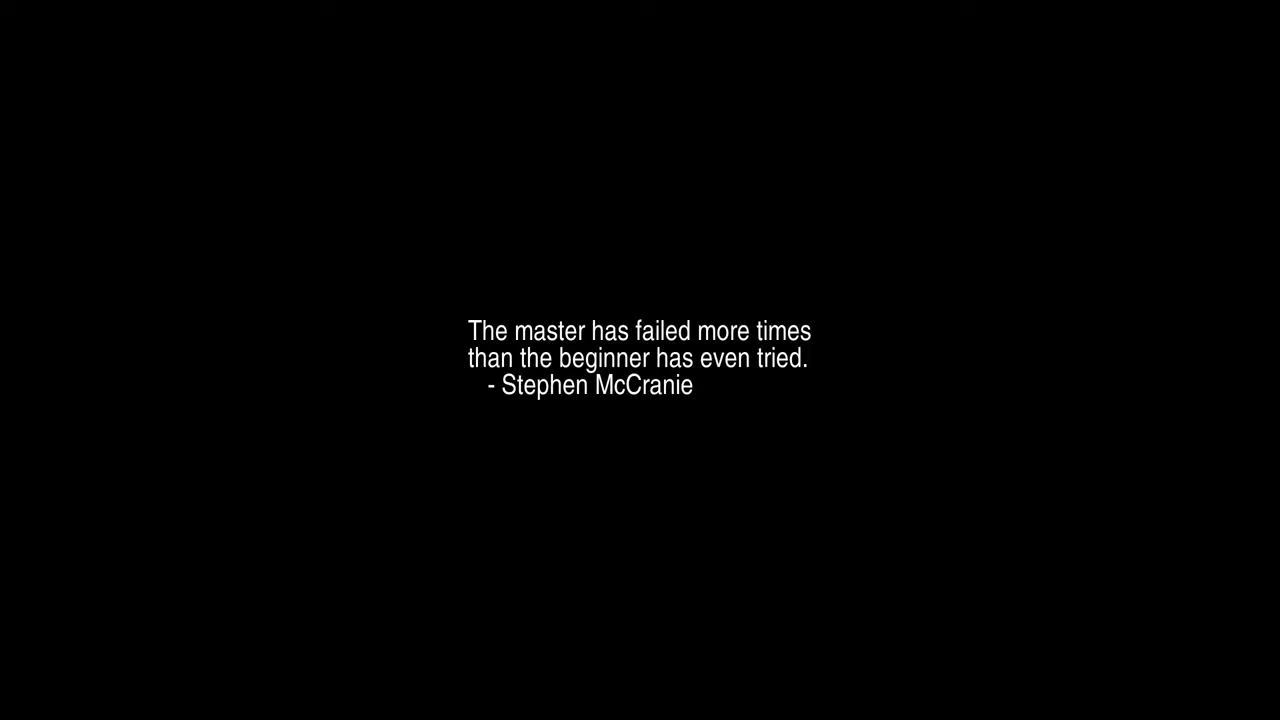 The master has failed more times
than the beginner has even tried.
- Stephen McCranie